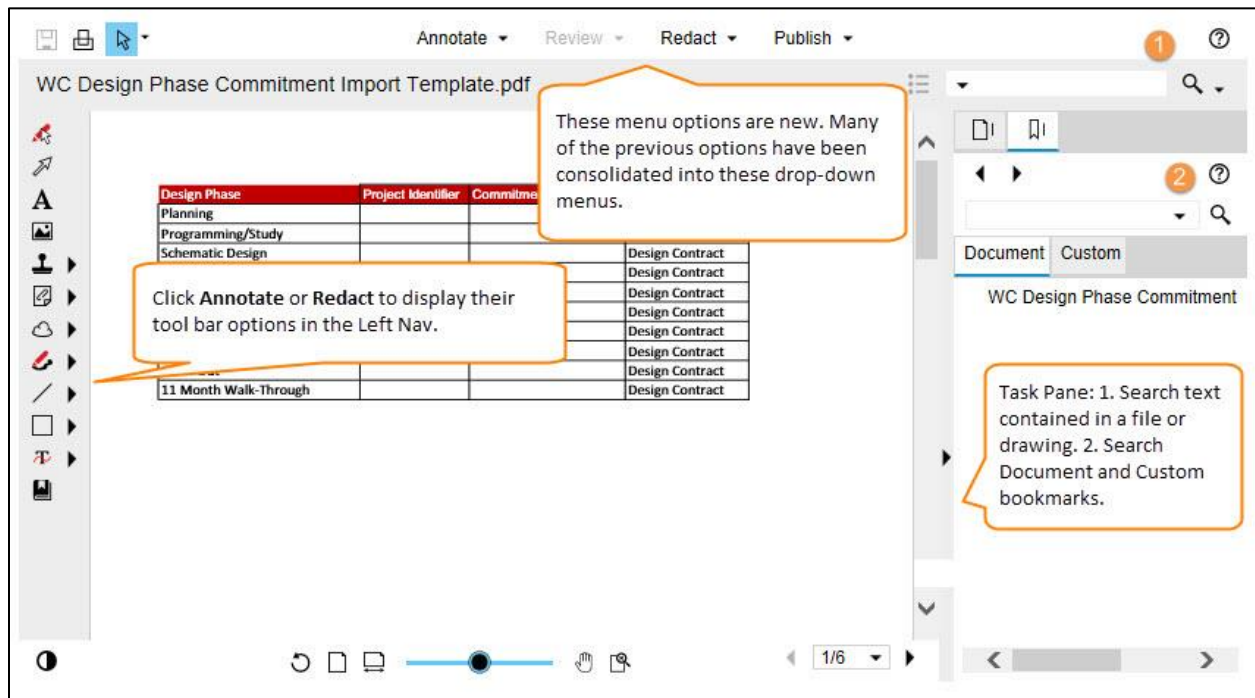 Annotate Review Redact Publish
1
WC Design Phase Commitment Import Template.pdf
These menu options are new. Many
of the previous options have been
consolidated into these drop-down
menus.
2
Design Phase Project Identifier
Planning
Programming/Study
Schematic Design Design Contract
Document Custom
Design Contract
Click Annotate or Redact to display their
tool bar options in the Left Nav.
Design Contract
WC Design Phase Commitment
Design Contract
Design Contract
Design Contract
Design Contract
11 Month Walk-Through Design Contract
Task Pane: 1. Search text
contained in a file or
drawing. 2. Search
Document and Custom
bookmarks.
1/6